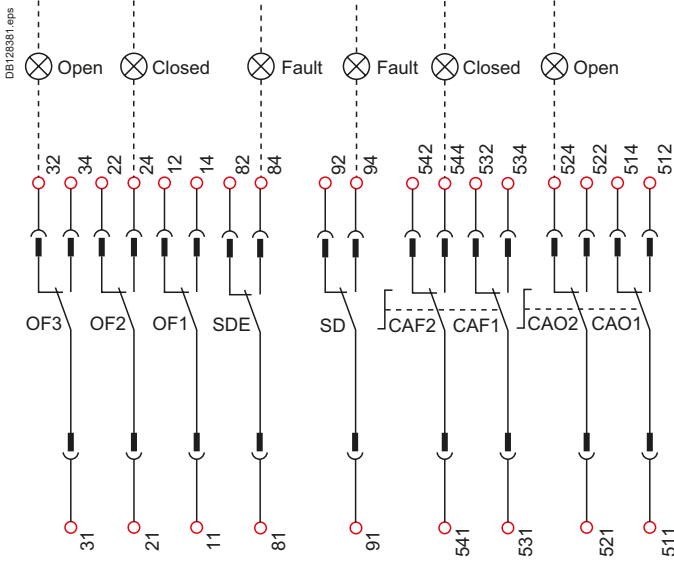 DB128381.eps
Open Closed Fault Fault Closed Open
32 34 22 24 12 14 82 84 92 94 542 544 532 534 524 522 514 512
OF3 OF2 OF1 SDE SD CAF2 CAF1 CAO2 CAO1
31 21 11 81 91 541 531 521 511